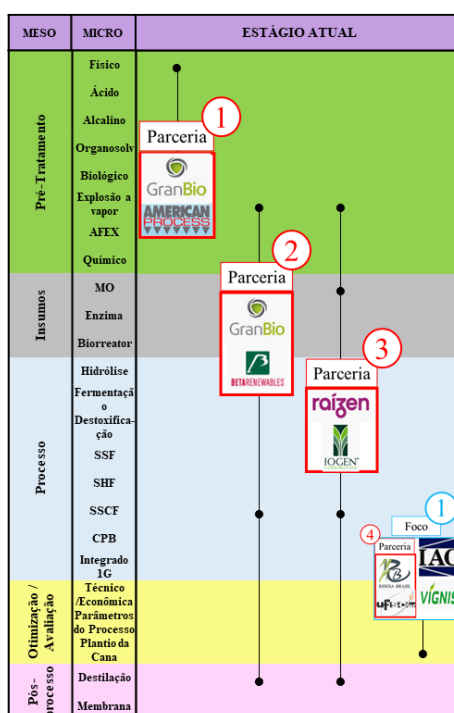 MESO MICRO ESTÁGIO ATUAL
Pré-Tratamento
Físico
Ácido
Alcalino
Organosolv
Biológico
Explosão a
vapor
AFEX
Químico
Insumos
MO
Enzima
Biorreator
Processo
Hidrólise
Fermentaçã
o
Destoxifica-
ção
SSF
SHF
SSCF
CPB
Integrado
1G
Otimização /
Avaliação
Técnico
/Econômica
Parâmetros
do Processo
Plantio da
Cana
Pós-
processo
Destilação
Membrana
1
Parceria
GranBio
AMERICAN
PROCESS
2
Parceria
GranBio
BETARENEWABLES
3
Parceria
raízen
IOGEN
1
Foco
4
Parceria
RIDESA BRASIL
IAC
VIGNIS